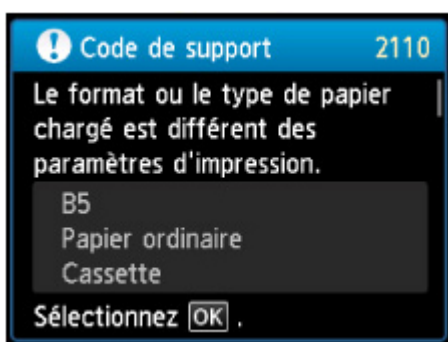 Code de support 2110
Le format ou le type de papier
chargé est différent des
paramètres d'impression.
B5
Papier ordinaire
Cassette
Sélectionnez OK .